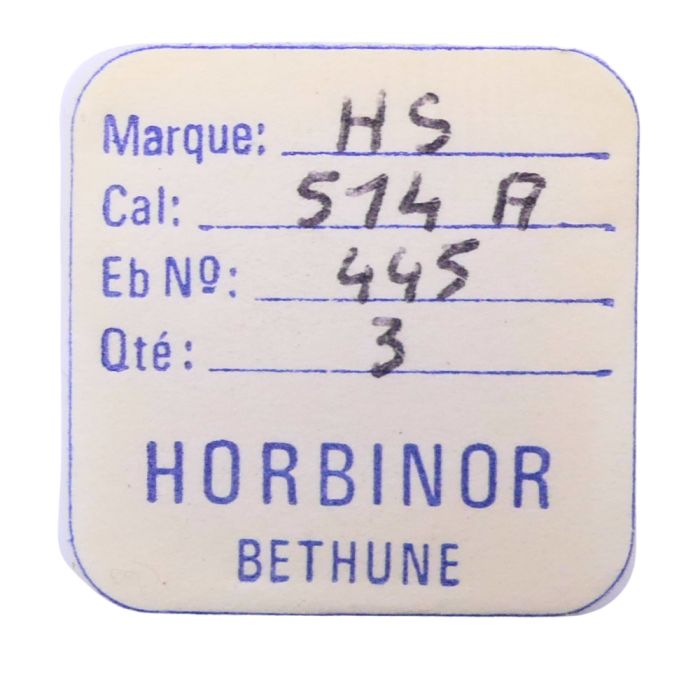 Marque: HS
Cal: 514 A
Eb Nº: 445
Qté: 3
HORBINOR
BETHUNE